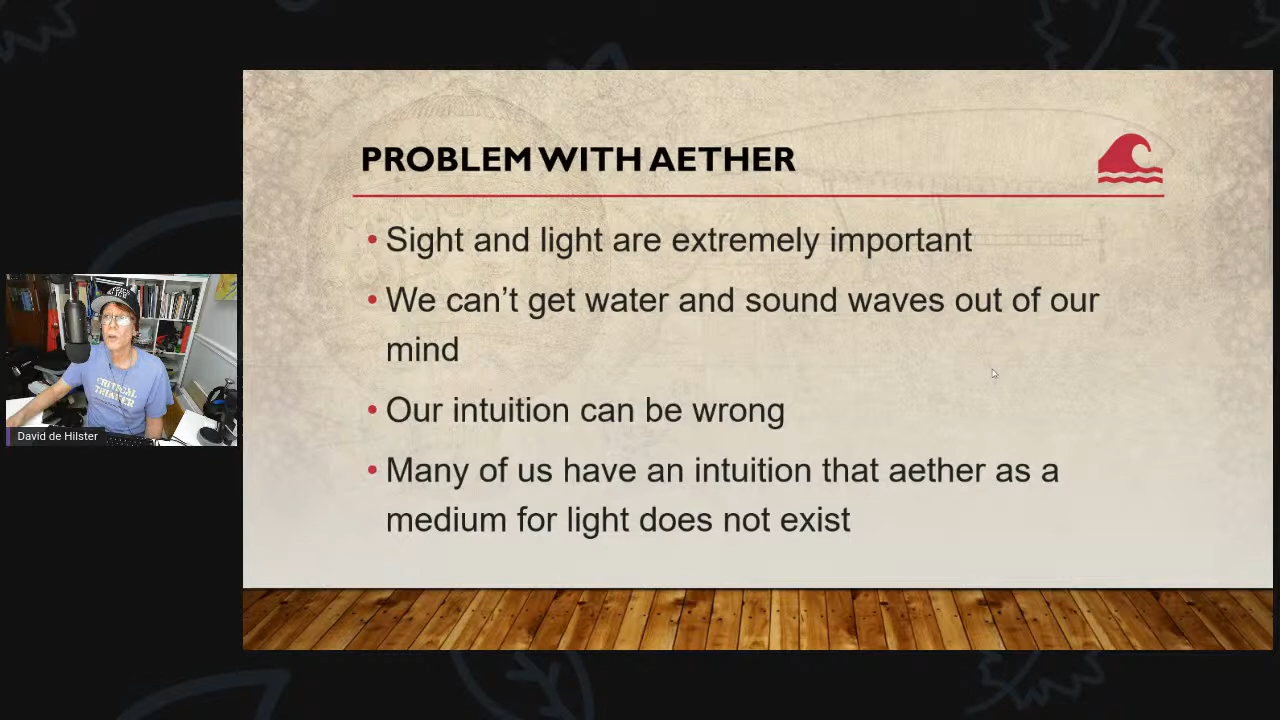 PROBLEM WITH AETHER
• Sight and light are extremely important
• We can't get water and sound waves out of our
mind
• Our intuition can be wrong
• Many of us have an intuition that aether as a
medium for light does not exist
CRITICAL
THINKER
David de Hilster